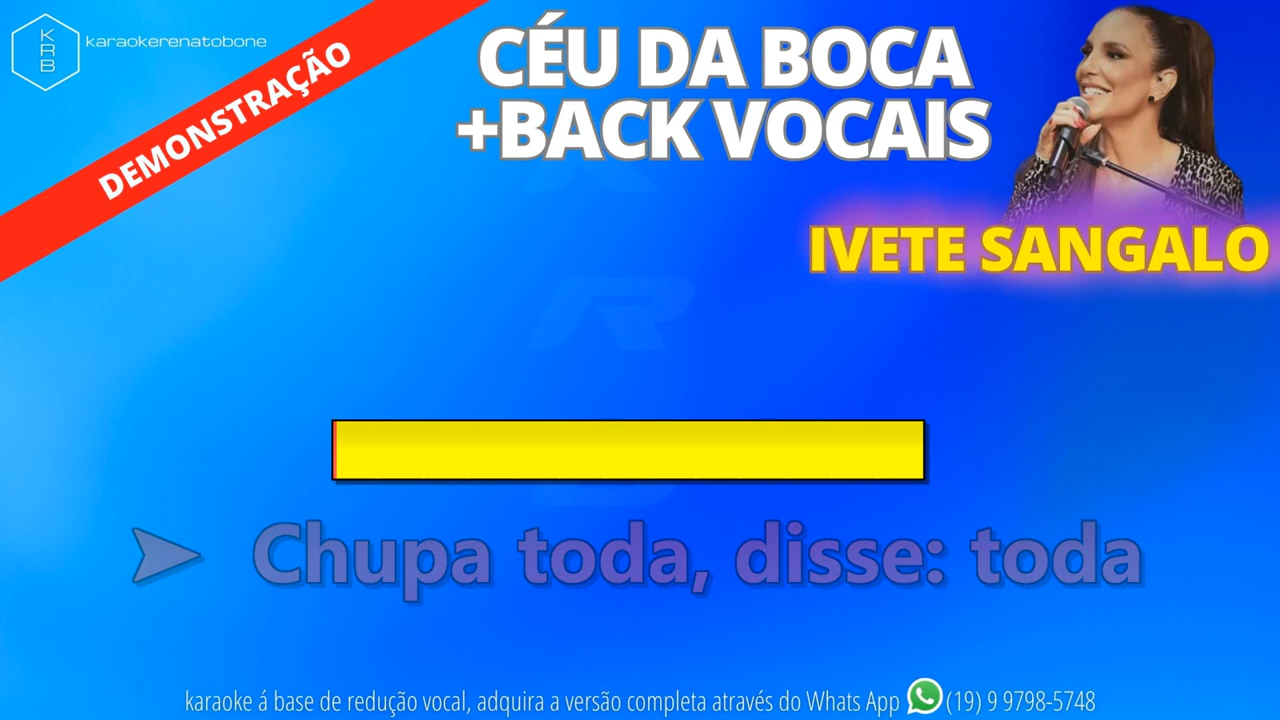 KRB
karaokerenatobone
DEMONSTRAÇÃO
CÉU DA BOCA
+BACK VOCAIS
IVETE SANGALO
➤ Chupa toda, disse: toda
karaoke á base de redução vocal, adquira a versão completa através do Whats App (19) 9 9798-5748